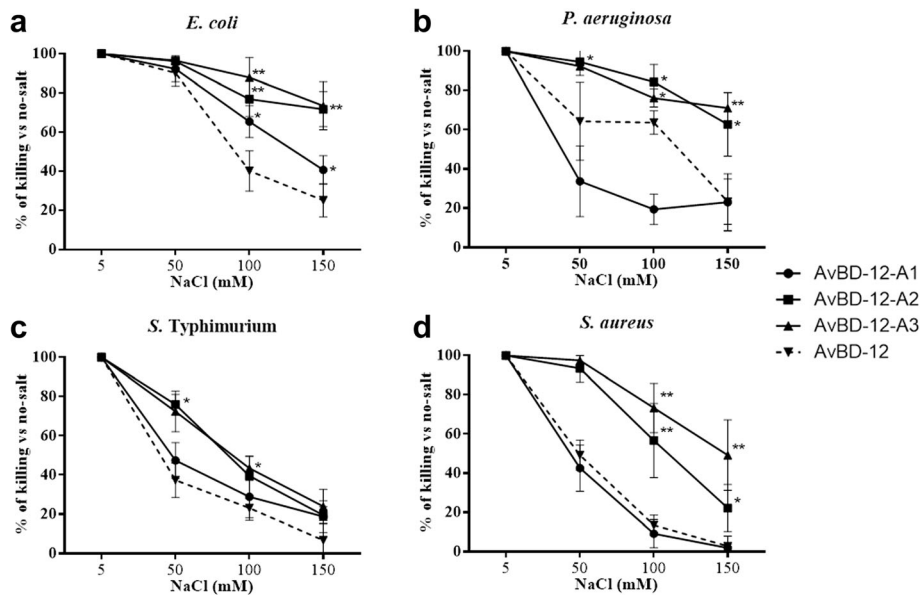 a
E. coli
% of killing vs no-salt
100
80
60
40
20
0
**
**
*
**
*
5
50
100
150
NaCl (mM)
b
P. aeruginosa
% of killing vs no-salt
100
80
60
40
20
0
*
*
*
**
*
5
50
100
150
NaCl (mM)
c
S. Typhimurium
% of killing vs no-salt
100
80
60
40
20
0
*
*
5
50
100
150
NaCl (mM)
d
S. aureus
% of killing vs no-salt
100
80
60
40
20
0
**
**
**
*
5
50
100
150
NaCl (mM)
AvBD-12-A1
AvBD-12-A2
AvBD-12-A3
AvBD-12